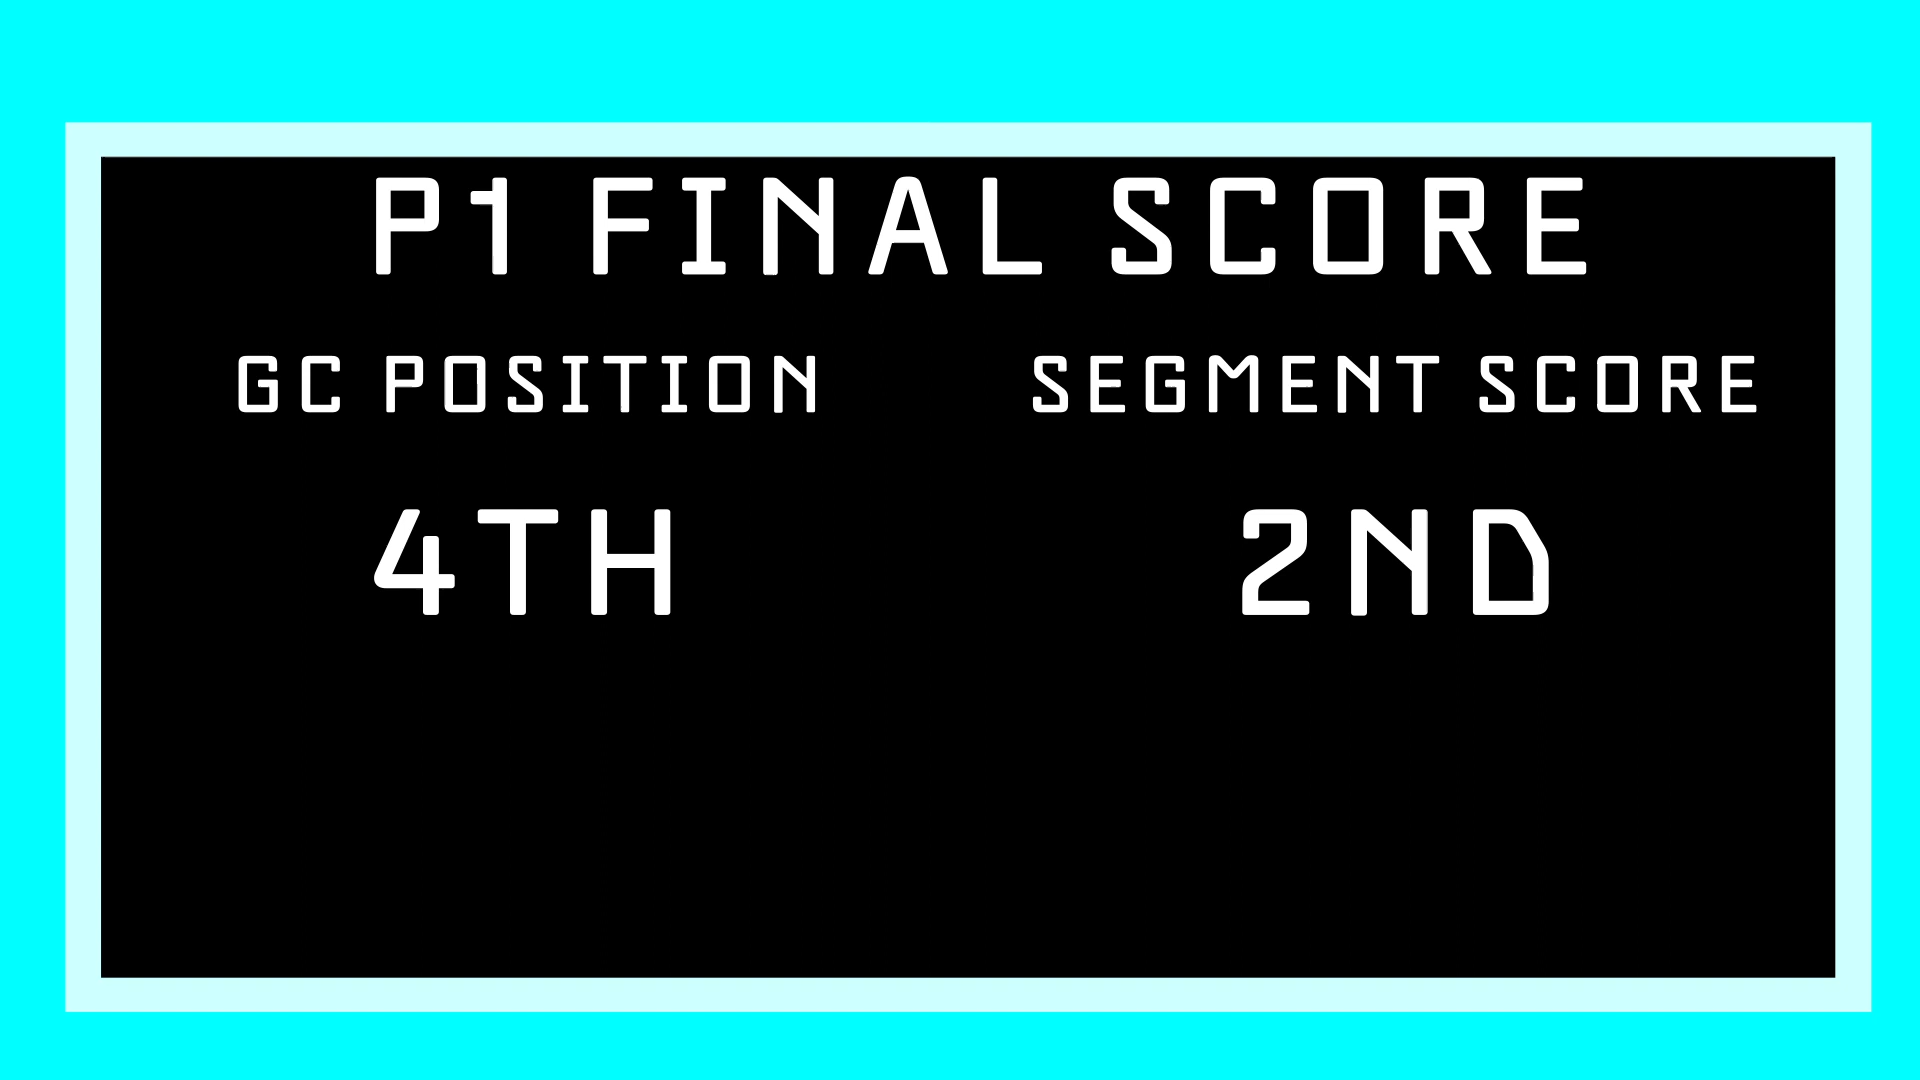 P1 FINAL SCORE
GC POSITION SEGMENT SCORE
4TH 2ND